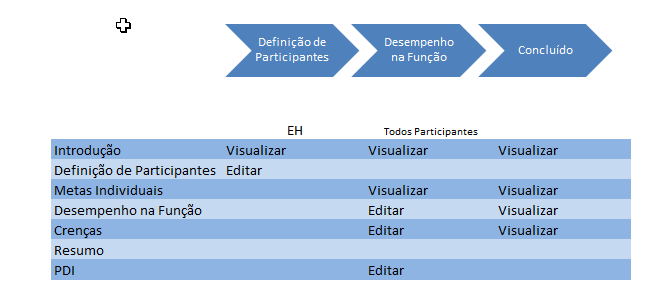 Definição de
Participantes
Desempenho
na Função
Concluído
EH
Todos Participantes
Introdução Visualizar Visualizar Visualizar
Definição de Participantes Editar
Metas Individuais Visualizar Visualizar
Desempenho na Função Editar Visualizar
Crenças Editar Visualizar
Resumo
PDI Editar